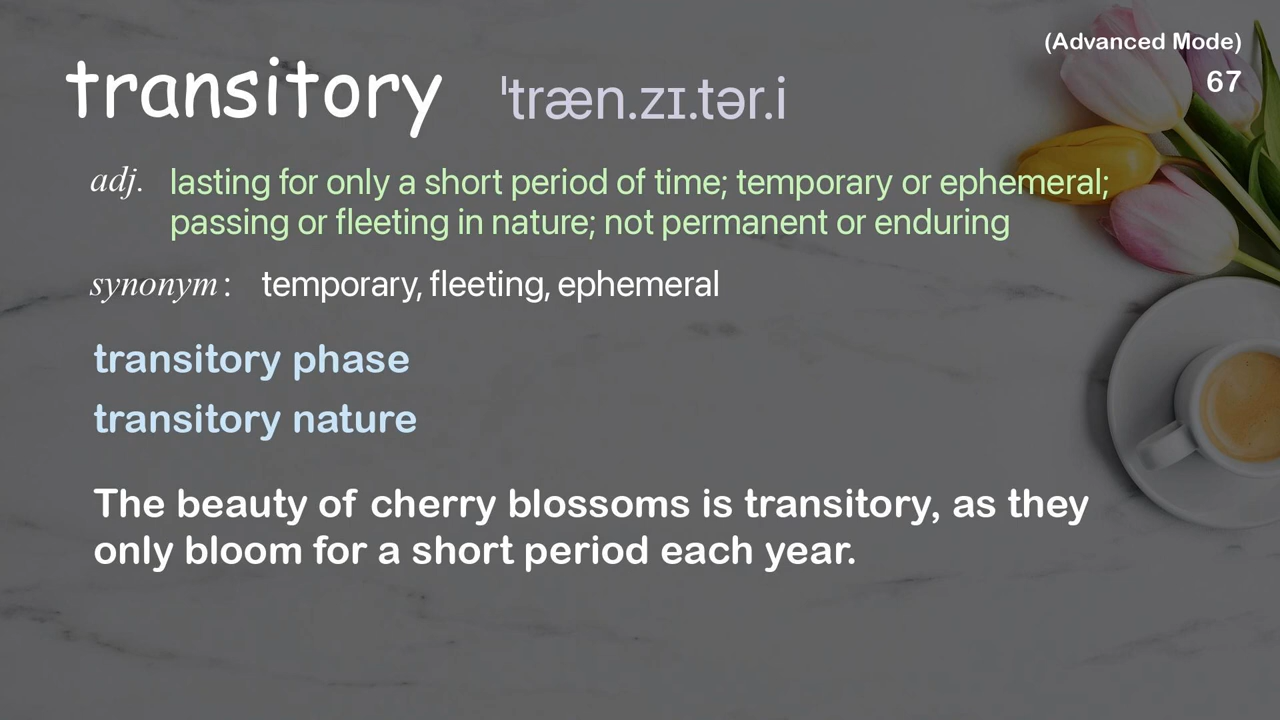 (Advanced Mode)
transitory ˈtræn.zɪ.tər.i
67
adj. lasting for only a short period of time; temporary or ephemeral;
passing or fleeting in nature; not permanent or enduring
synonym: temporary, fleeting, ephemeral
transitory phase
transitory nature
The beauty of cherry blossoms is transitory, as they
only bloom for a short period each year.